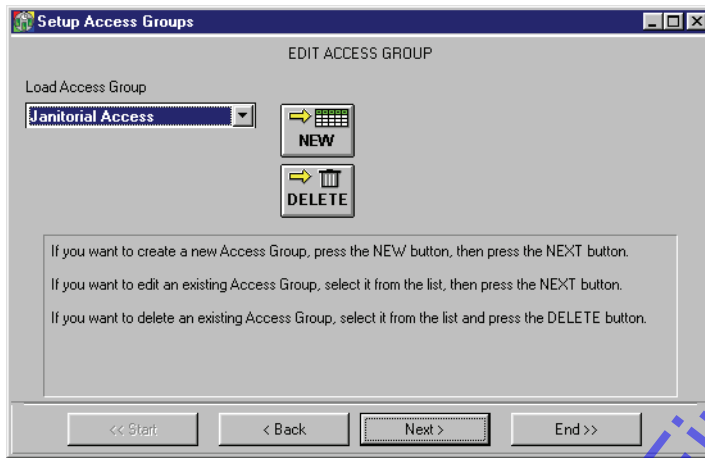 Setup Access Groups
EDIT ACCESS GROUP
Load Access Group
Janitorial Access
NEW
DELETE
If you want to create a new Access Group, press the NEW button, then press the NEXT button.
If you want to edit an existing Access Group, select it from the list, then press the NEXT button.
If you want to delete an existing Access Group, select it from the list and press the DELETE button.
<< Start
< Back
Next >
End >>